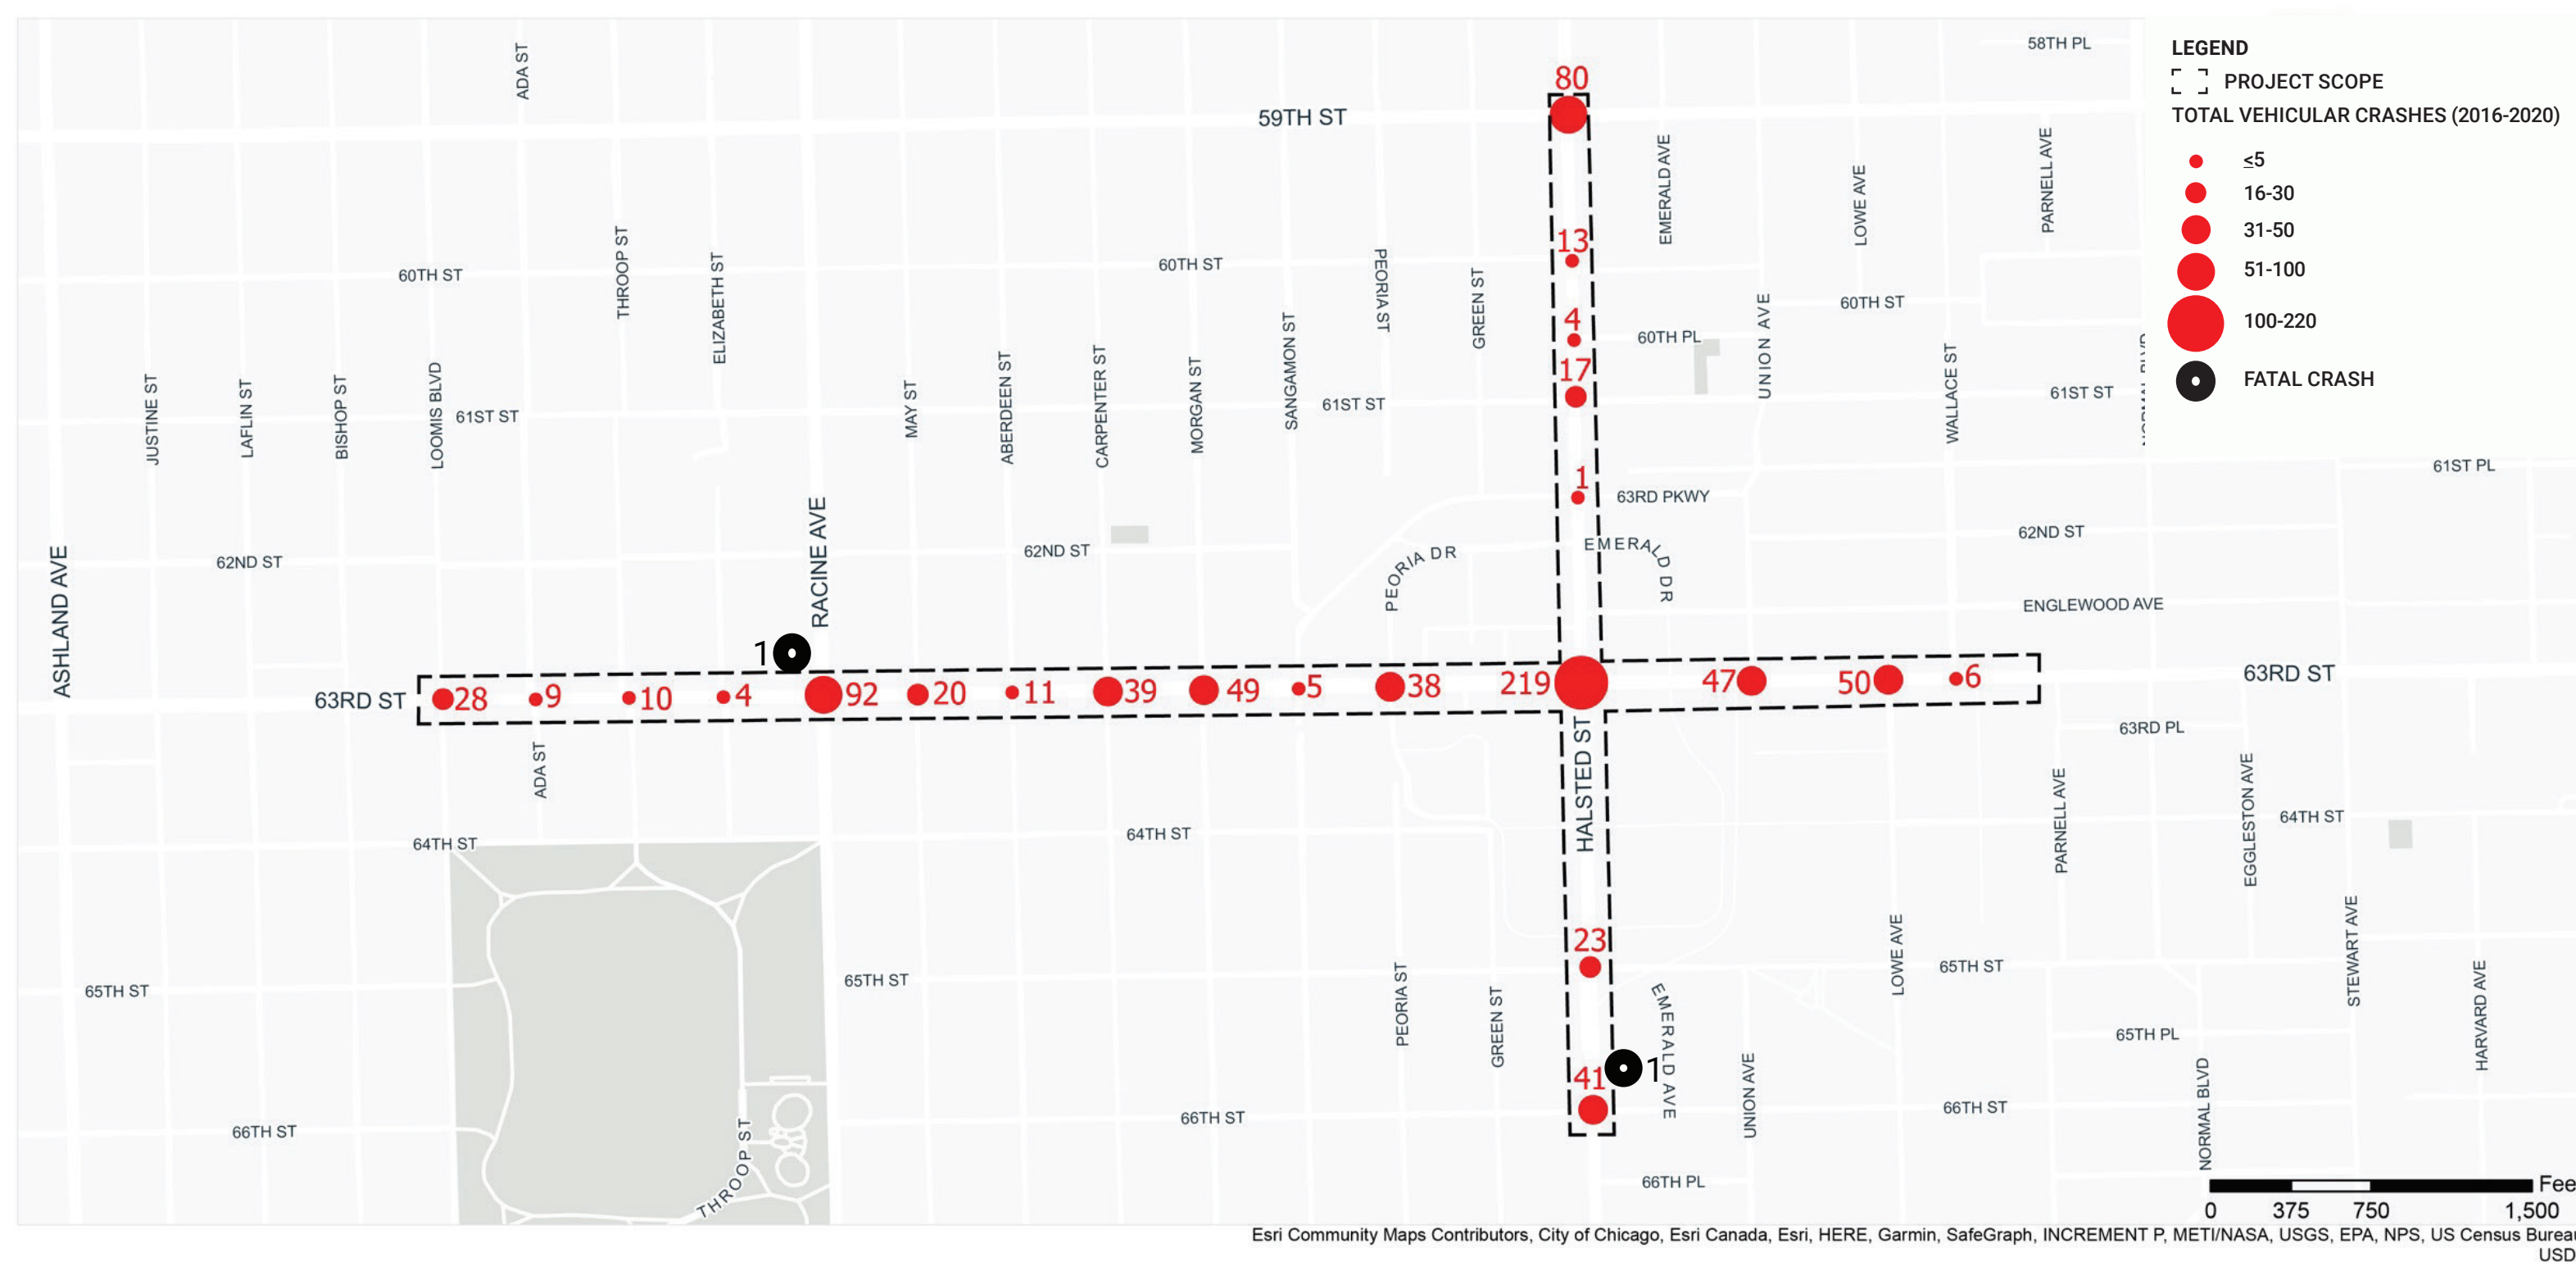 LEGEND
PROJECT SCOPE
TOTAL VEHICULAR CRASHES (2016-2020)
≤5
16-30
31-50
51-100
100-220
FATAL CRASH
58TH PL
ADA ST
80
59TH ST
EMERALD AVE
LOWE AVE
PARNELL AVE
13
60TH ST
THROOP ST
ELIZABETH ST
60TH ST
PEORIA ST
GREEN ST
60TH ST
4
60TH PL
UNION AVE
17
JUSTINE ST
LAFLIN ST
BISHOP ST
LOOMIS BLVD
61ST ST
MAY ST
ABERDEEN ST
CARPENTER ST
MORGAN ST
SANGAMON ST
61ST ST
WALLACE ST
61ST ST
61ST PL
1
63RD PKWY
ASHLAND AVE
62ND ST
RACINE AVE
62ND ST
PEORIA DR
EMERALD DR
62ND ST
ENGLEWOOD AVE
1
63RD ST
28
9
10
4
92
20
11
39
49
5
38
219
47
50
6
63RD ST
ADA ST
HALSTED ST
63RD PL
64TH ST
64TH ST
PARNELL AVE
EGGLESTON AVE
64TH ST
23
65TH ST
65TH ST
PEORIA ST
GREEN ST
EMERALD AVE
LOWE AVE
65TH ST
STEWART AVE
HARVARD AVE
65TH PL
41
1
66TH ST
THROOP ST
66TH ST
UNION AVE
66TH ST
NORMAL BLVD
66TH PL
Fee
0 375 750 1,500
Esri Community Maps Contributors, City of Chicago, Esri Canada, Esri, HERE, Garmin, SafeGraph, INCREMENT P, METI/NASA, USGS, EPA, NPS, US Census Bureau
USD